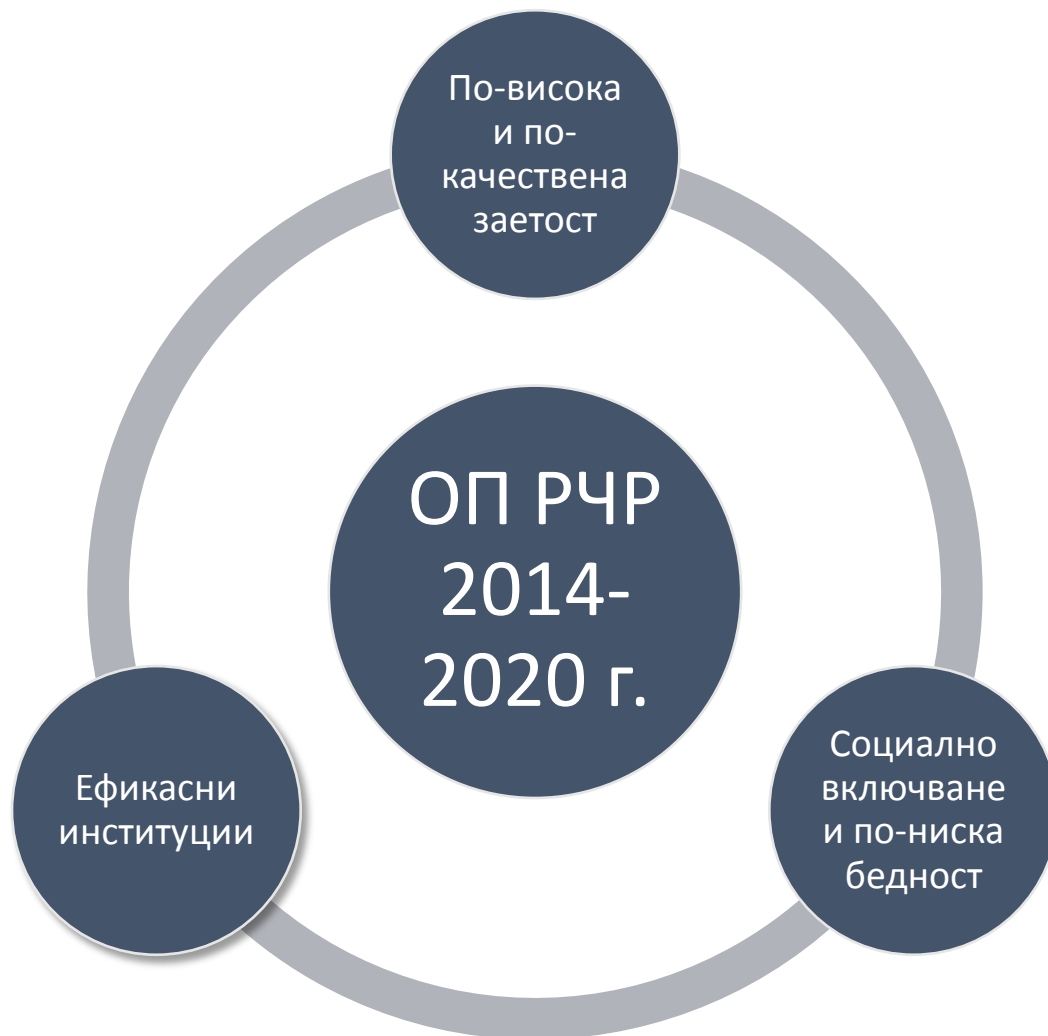 По-висока
и по-
качествена
заетост
ОП РЧР
2014-
2020 г.
Ефикасни
институции
Социално
включване
и по-ниска
бедност